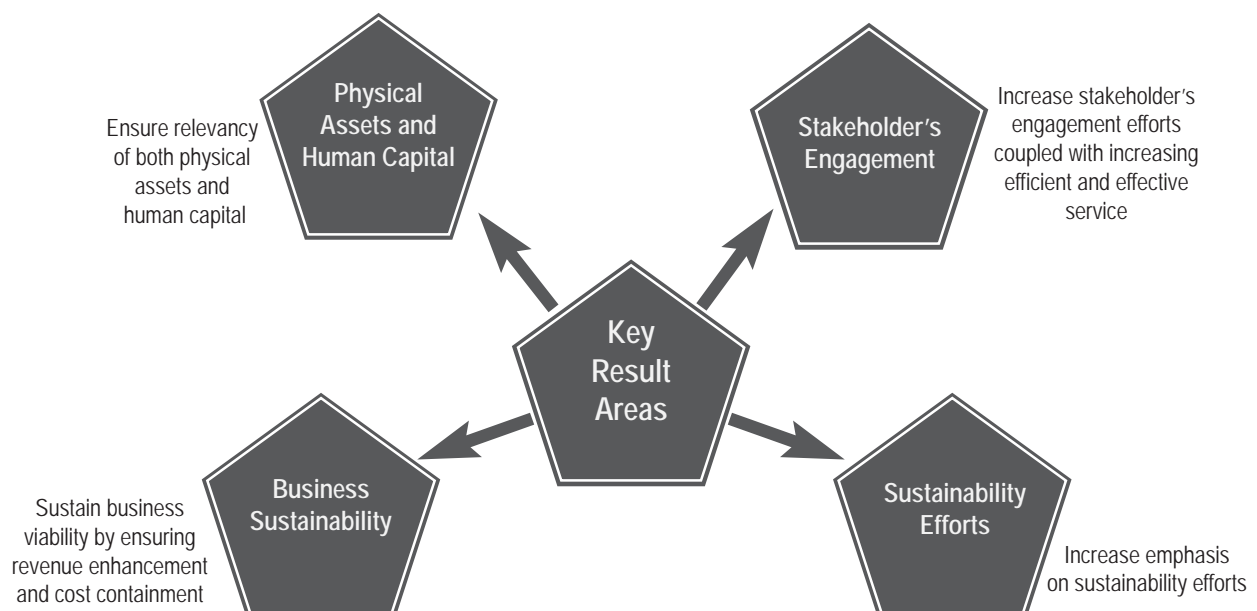 Physical
Assets and
Human Capital
Ensure relevancy
of both physical
assets and
human capital
Stakeholder's
Engagement
Increase stakeholder's
engagement efforts
coupled with increasing
efficient and effective
service
Key
Result
Areas
Business
Sustainability
Sustain business
viability by ensuring
revenue enhancement
and cost containment
Sustainability
Efforts
Increase emphasis
on sustainability efforts